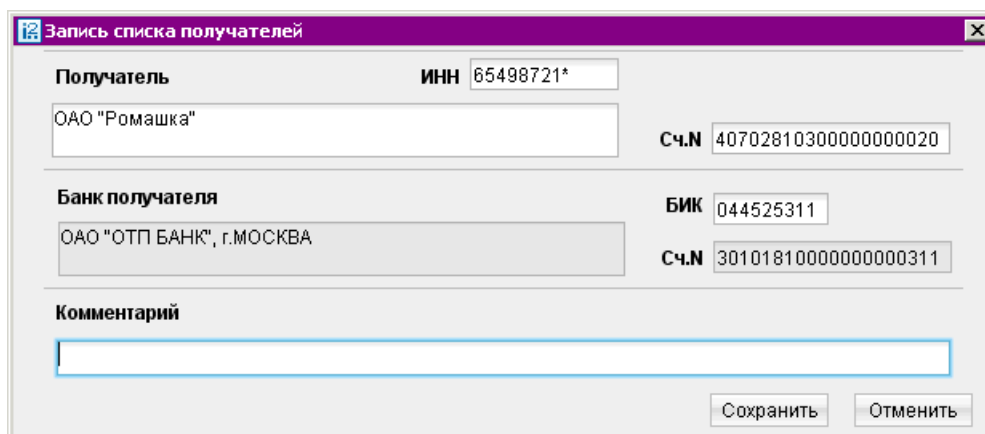 i2 Запись списка получателей
Получатель ИНН 65498721*
ОАО "Ромашка"
Сч.N 40702810300000000020
Банк получателя
БИК 044525311
ОАО "ОТП БАНК", г.МОСКВА
Сч.N 30101810000000000311
Комментарий
Сохранить Отменить